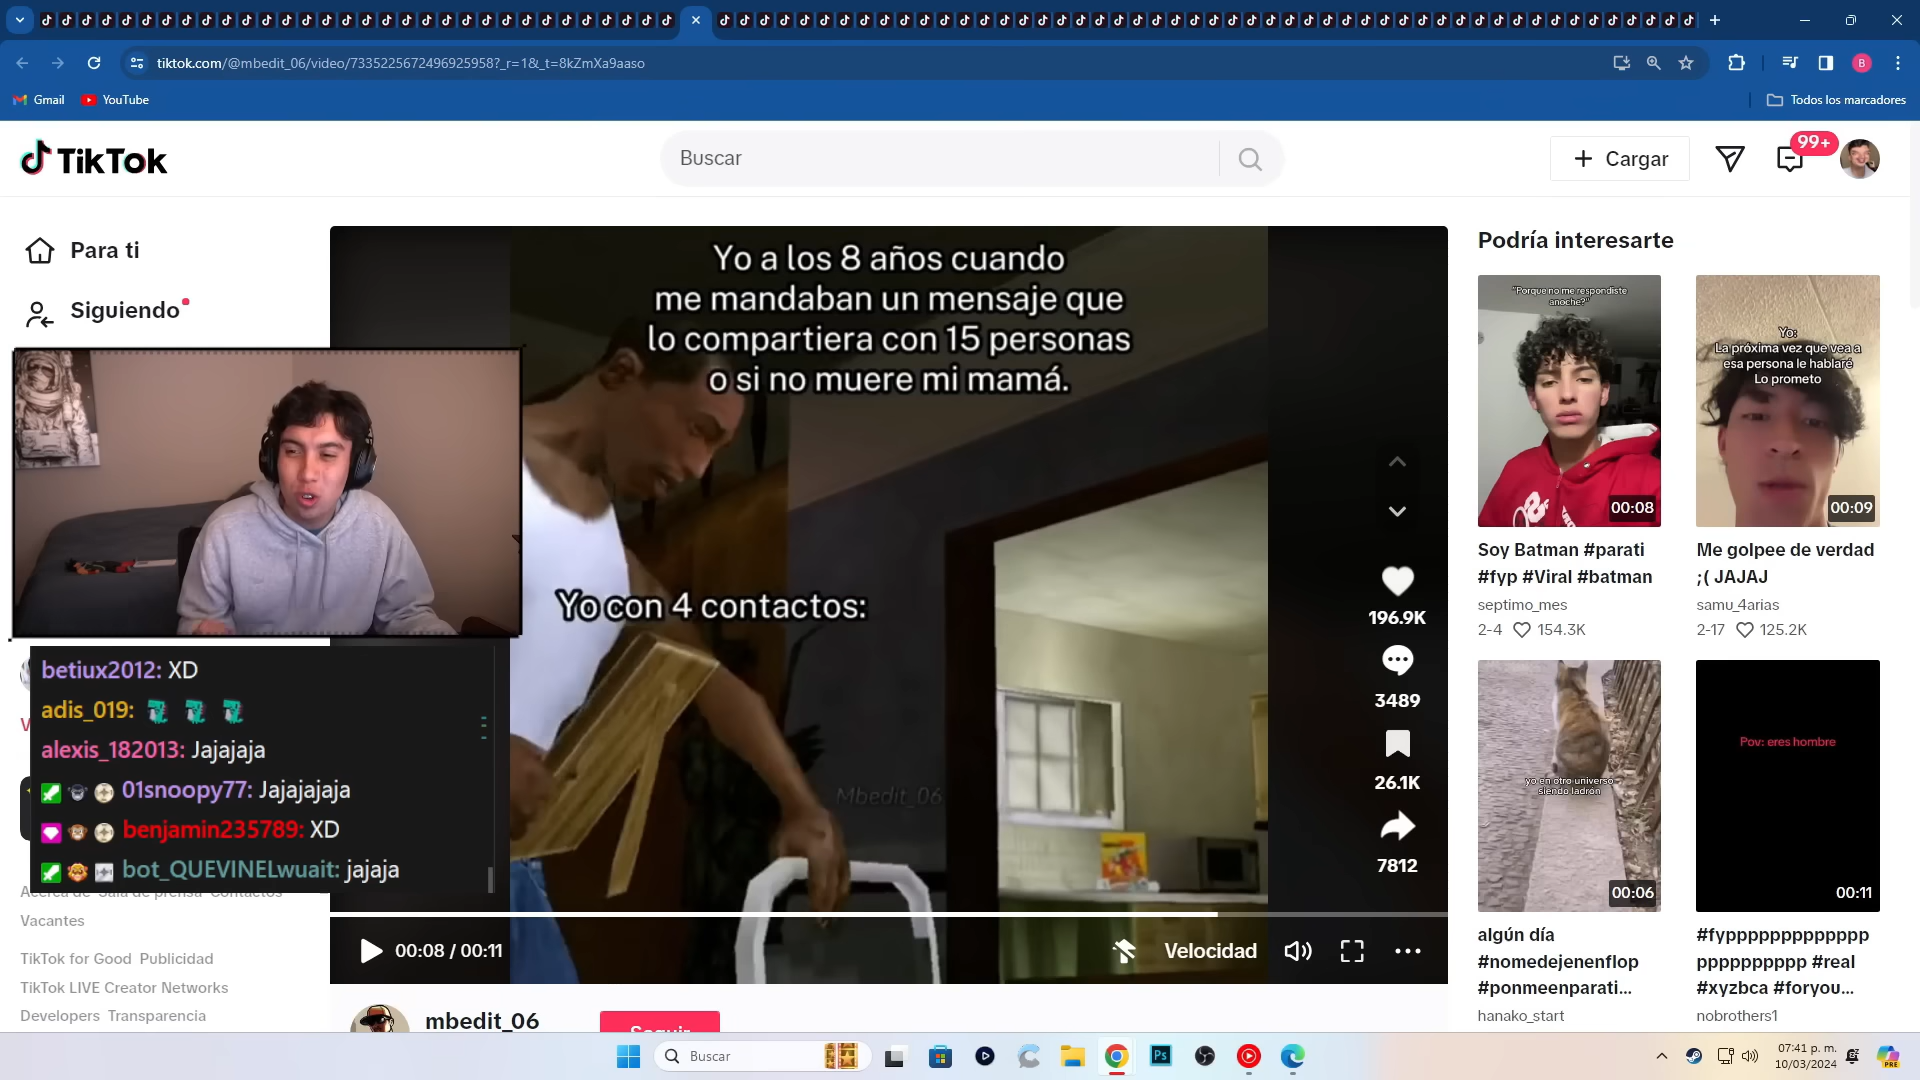 tiktok.com/@mbedit_06/video/7335225672496925958?_r=1&_t=8kZmXa9aaso
Gmail
YouTube
Todos los marcadores
TikTok
Buscar
Cargar
99+
Para ti
Siguiendo
Yo a los 8 años cuando
me mandaban un mensaje que
lo compartiera con 15 personas
o si no muere mi mamá.
Yo con 4 contactos:
Mbedit_06
196.9K
3489
26.1K
7812
00:08 / 00:11
Velocidad
mbedit_06
Seguir
betiux2012: XD
adis_019:
alexis_182013: Jajajaja
01snoopy77: Jajajajaja
benjamin235789: XD
bot_QUEVINELwuait: jajaja
Acerca de Sala de prensa Contactos
Vacantes
TikTok for Good Publicidad
TikTok LIVE Creator Networks
Developers Transparencia
Podría interesarte
"Porque no me respondiste
anoche?"
00:08
Soy Batman #parati
#fyp #Viral #batman
septimo_mes
2-4 154.3K
Yo:
La próxima vez que vea a
esa persona le hablaré
Lo prometo
00:09
Me golpee de verdad
;( JAJAJ
samu_4arias
2-17 125.2K
yo en otro universo
siendo ladrón
00:06
algún día
#nomedejenenflop
#ponmeenparati...
hanako_start
Pov: eres hombre
00:11
#fyppppppppppppp
pppppppppp #real
#xyzbca #foryou...
nobrothers1
Buscar
Ps
07:41 p. m.
10/03/2024
PRE